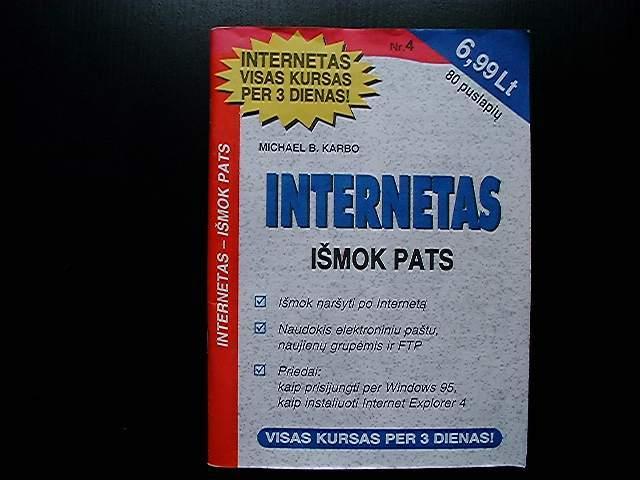 INTERNETAS
VISAS KURSAS
PER 3 DIENAS!
Nr.4
6,99 Lt
80 puslapių
MICHAEL B. KARBO
INTERNETAS
IŠMOK PATS
Išmok naršyti po Internetą
Naudokis elektroniniu paštu,
naujienų grupėmis ir FTP
Priedai:
kaip prisijungti per Windows 95,
kaip instaliuoti Internet Explorer 4
VISAS KURSAS PER 3 DIENAS!
INTERNETAS – IŠMOK PATS